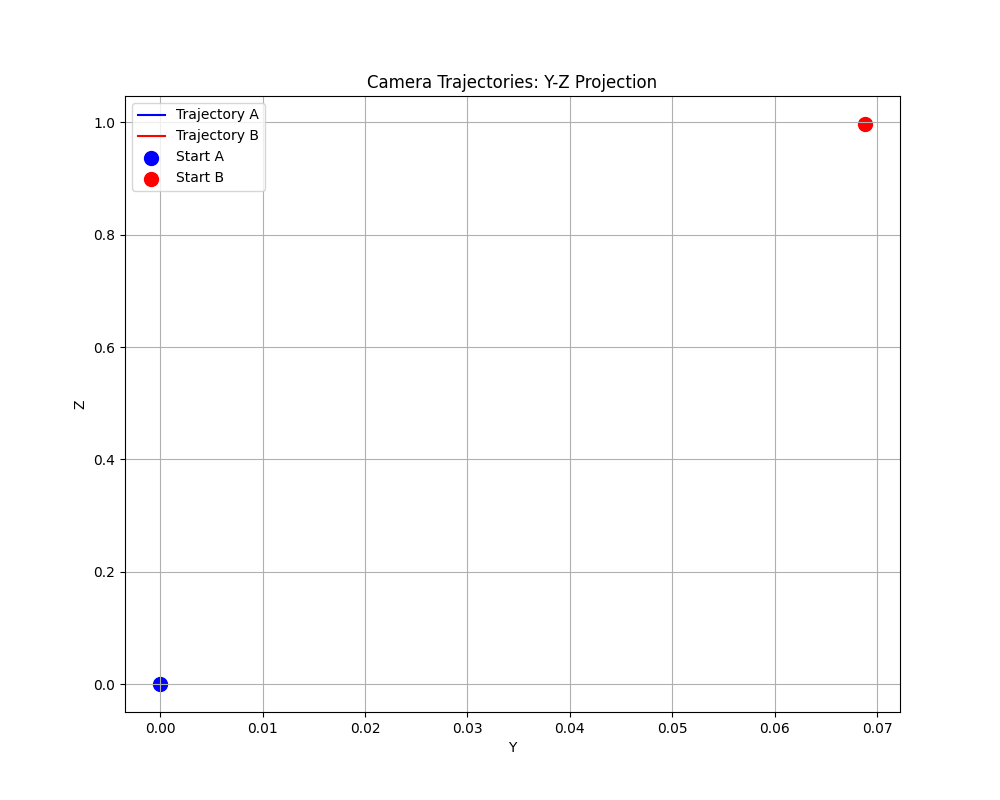 Camera Trajectories: Y-Z Projection
Trajectory A
Trajectory B
Start A
Start B
1.0
0.8
0.6
0.4
0.2
0.0
Z
0.00 0.01 0.02 0.03 0.04 0.05 0.06 0.07
Y